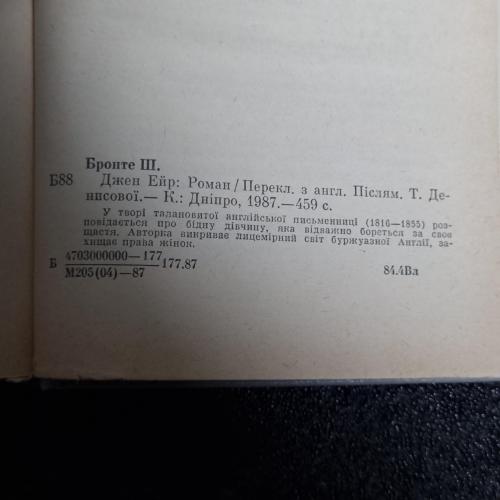 Бронте Ш.
Б88 Джен Ейр: Роман / Перекл. з англ. Післям. Т. Де-
нисової.— К.: Дніпро, 1987.—459 с.
У творі талановитої англійської письменниці (1816—1855) роз-
повідається про бідну дівчину, яка відважно бореться за своє
щастя. Авторка викриває лицемірний світ буржуазної Англії, за-
хищає права жінок.
4703000000—177
Б 177.87
М205(04)—87
84.4Вл